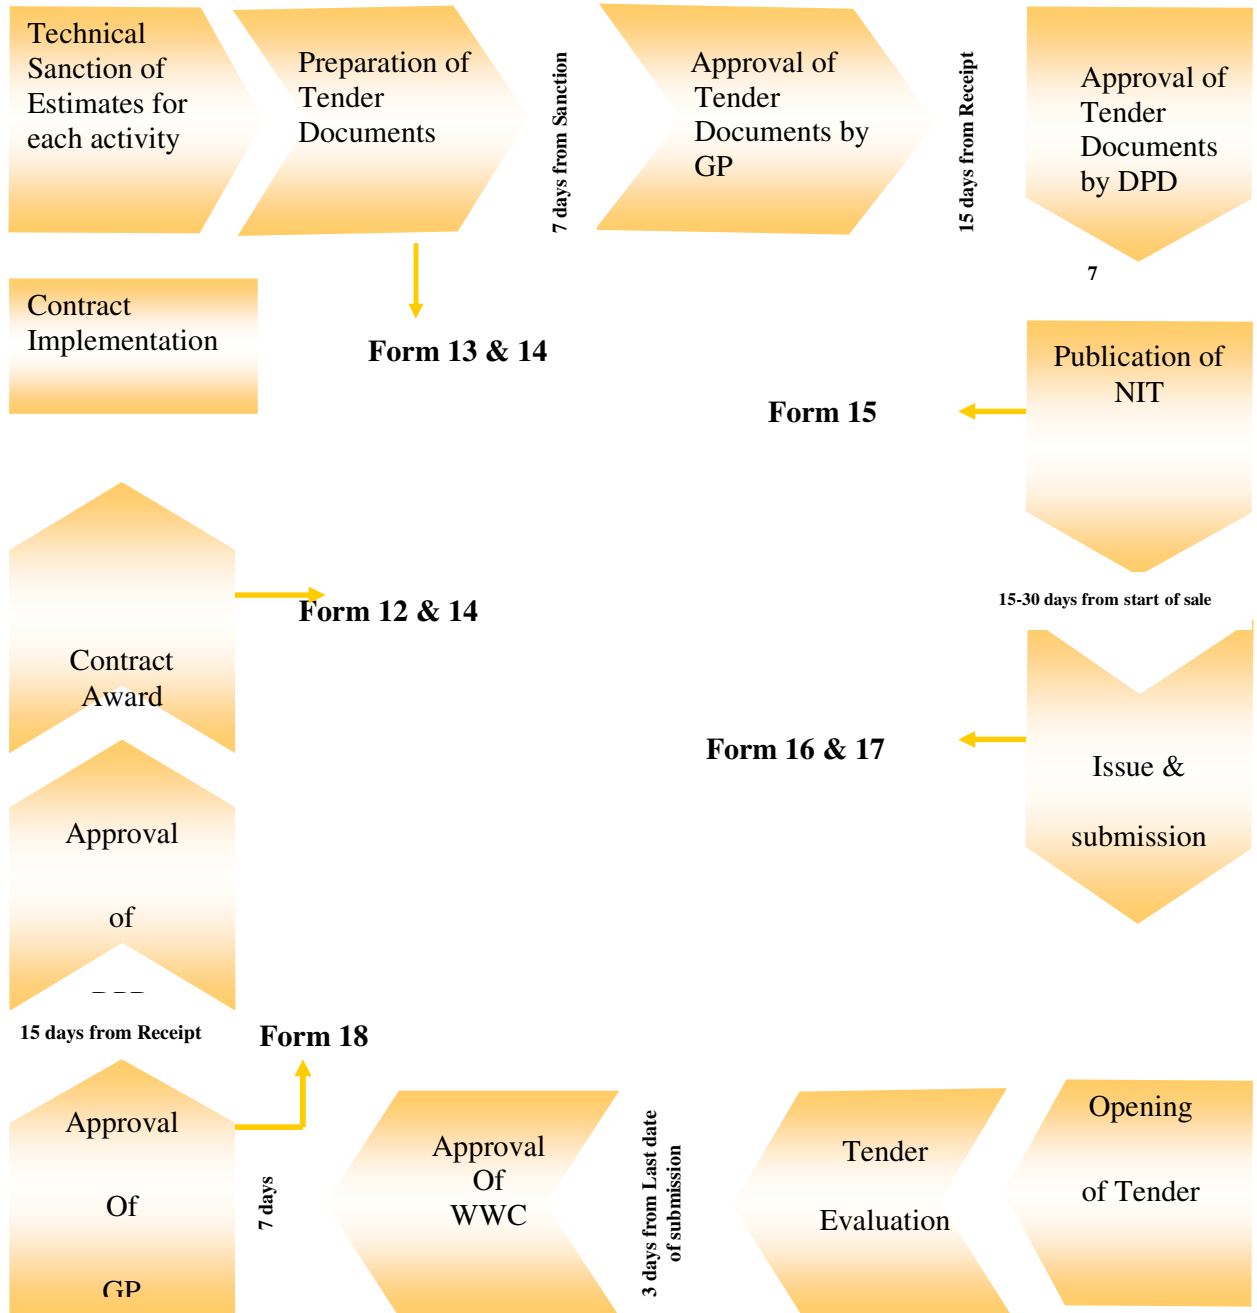 Technical
Sanction of
Estimates for
each activity
Preparation of
Tender
Documents
7 days from Sanction
Approval of
Tender
Documents by
GP
15 days from Receipt
Approval of
Tender
Documents
by DPD
7
Contract
Implementation
Form 13 & 14
Publication of
NIT
Form 15
15-30 days from start of sale
Form 12 & 14
Contract
Award
Form 16 & 17
Issue &
submission
Approval
of
15 days from Receipt
Form 18
Approval
Of
GP
7 days
Approval
Of
WWC
3 days from Last date
of submission
Tender
Evaluation
Opening
of Tender